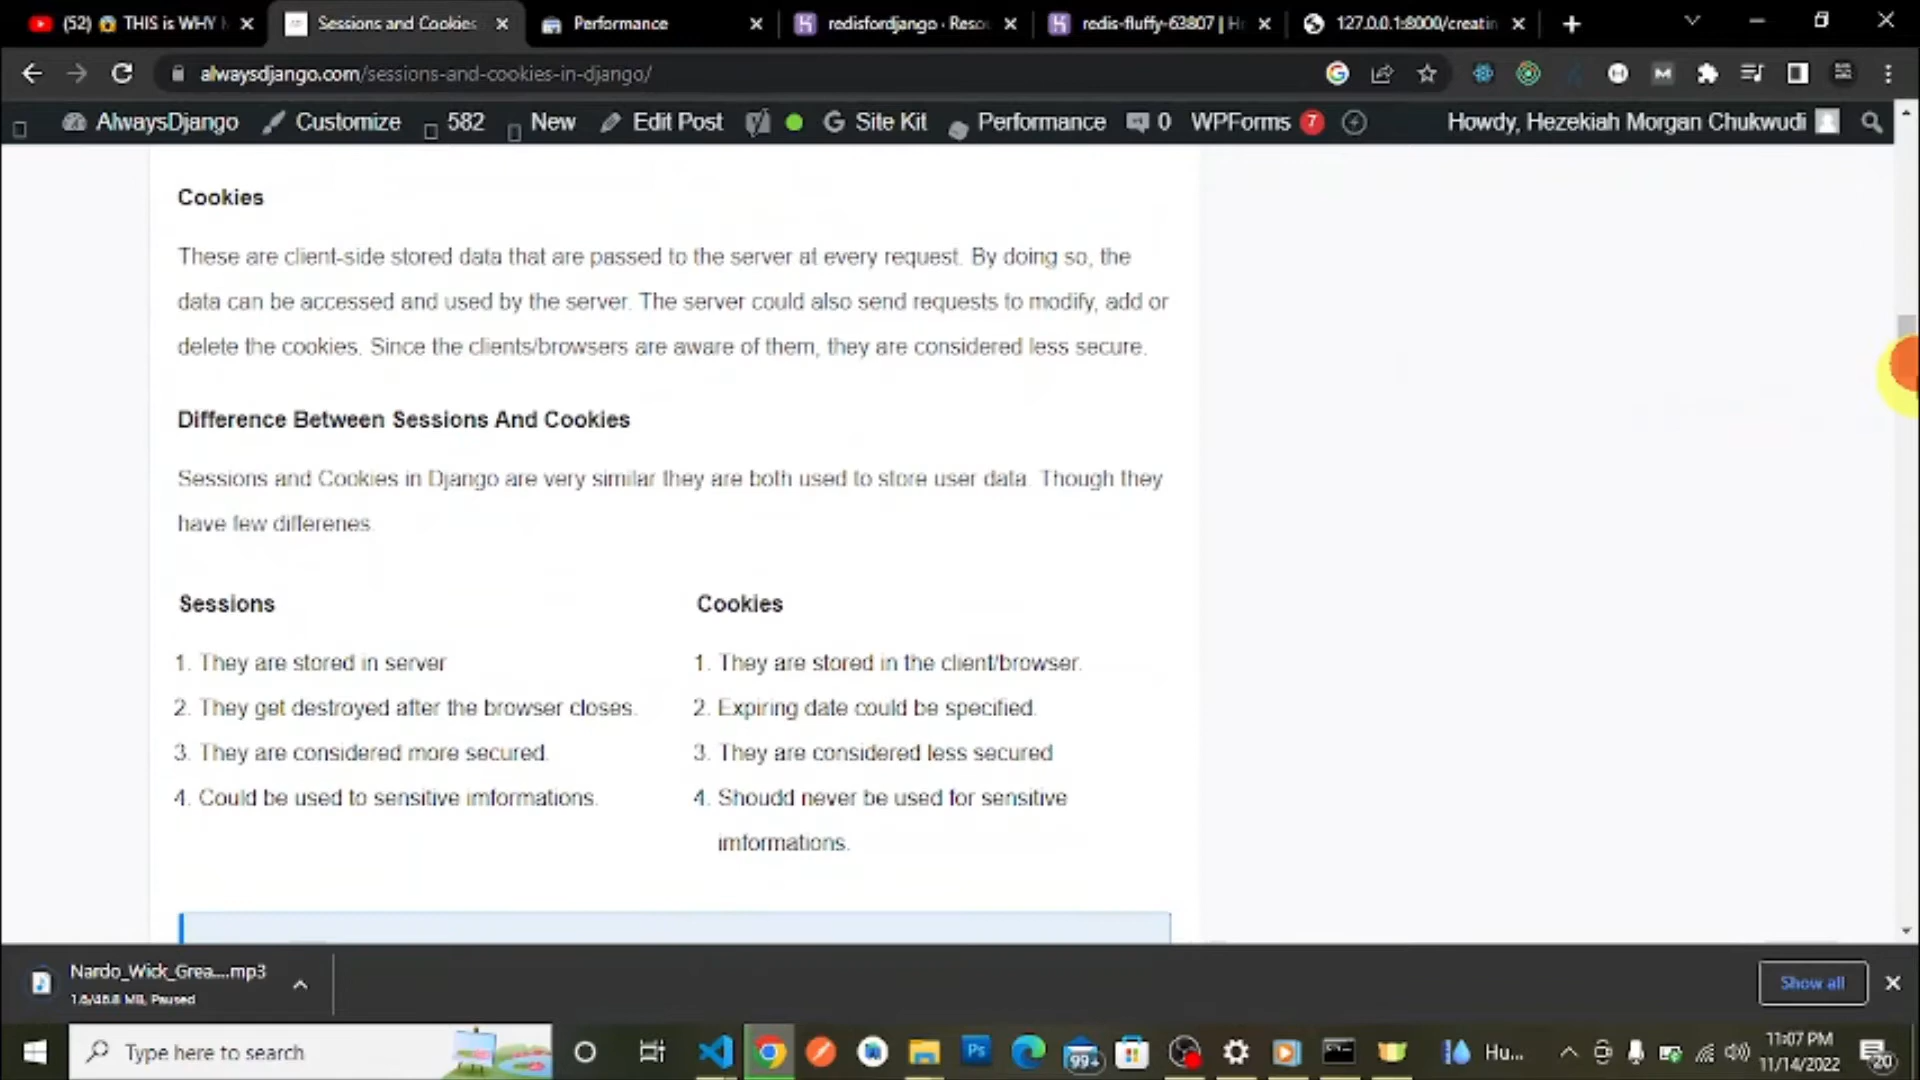 (52) 😱 THIS is WHY
Sessions and Cookies
Performance
redisfordjango · Reso
redis-fluffy-63807 | H
127.0.0.1:8000/creatin
alwaysdjango.com/sessions-and-cookies-in-django/
AlwaysDjango
Customize
582
New
Edit Post
Site Kit
Performance
0
WPForms 7
Howdy, Hezekiah Morgan Chukwudi
Cookies
These are client-side stored data that are passed to the server at every request. By doing so, the
data can be accessed and used by the server. The server could also send requests to modify, add or
delete the cookies. Since the clients/browsers are aware of them, they are considered less secure.
Difference Between Sessions And Cookies
Sessions and Cookies in Django are very similar they are both used to store user data. Though they
have few differenes.
Sessions
1. They are stored in server
2. They get destroyed after the browser closes.
3. They are considered more secured.
4. Could be used to sensitive imformations.
Cookies
1. They are stored in the client/browser.
2. Expiring date could be specified.
3. They are considered less secured
4. Shoudd never be used for sensitive
imformations.
Nardo_Wick_Grea....mp3
Paused
Show all
Type here to search
Ps
99+
Hu...
11:07 PM
11/14/2022
20